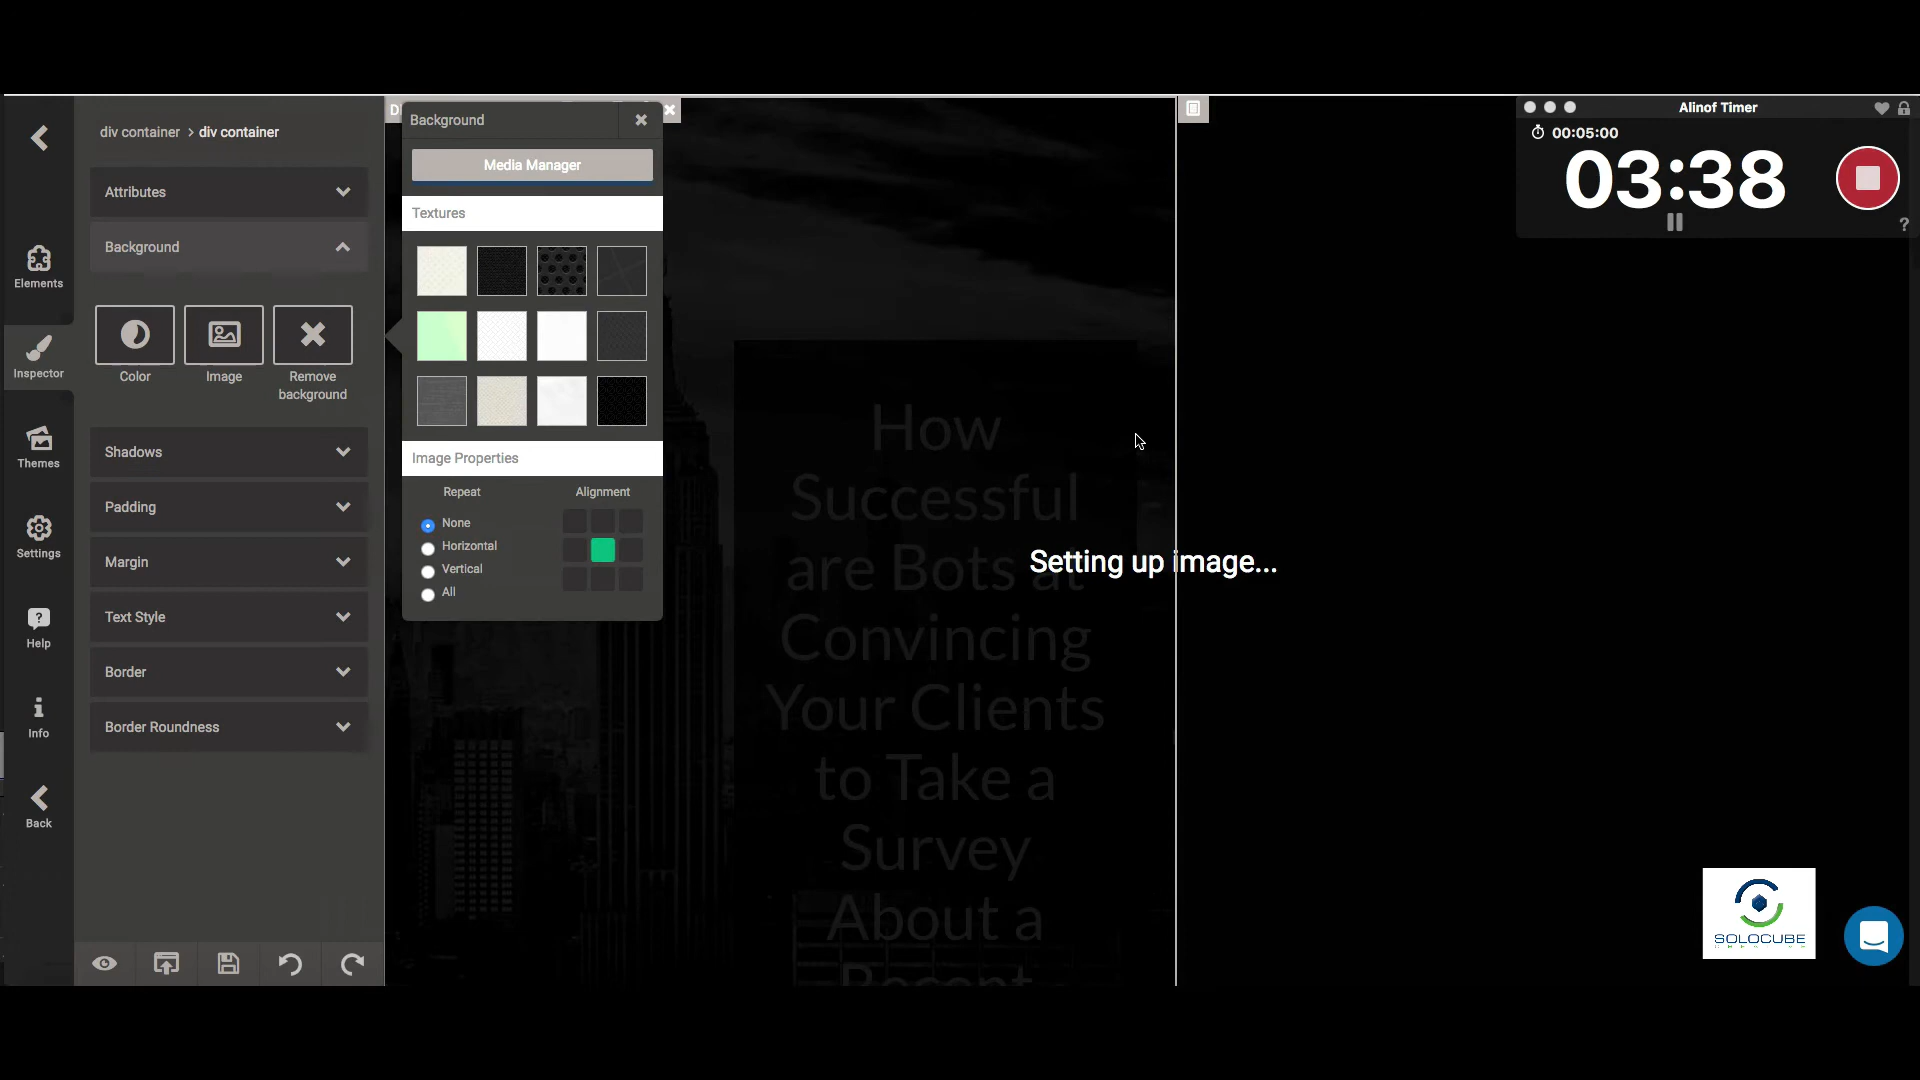 div container > div container
Attributes
Background
Color
Image
Remove
background
Shadows
Padding
Margin
Text Style
Border
Border Roundness
Elements
Inspector
Themes
Settings
Help
Info
Back
Background
Media Manager
Textures
Image Properties
Repeat
Alignment
None
Horizontal
Vertical
All
How
Successful
are Bots at
Convincing
Your Clients
to Take a
Survey
About a
Recent
Setting up image...
Alinof Timer
00:05:00
03:38
?
SOLOCUBE